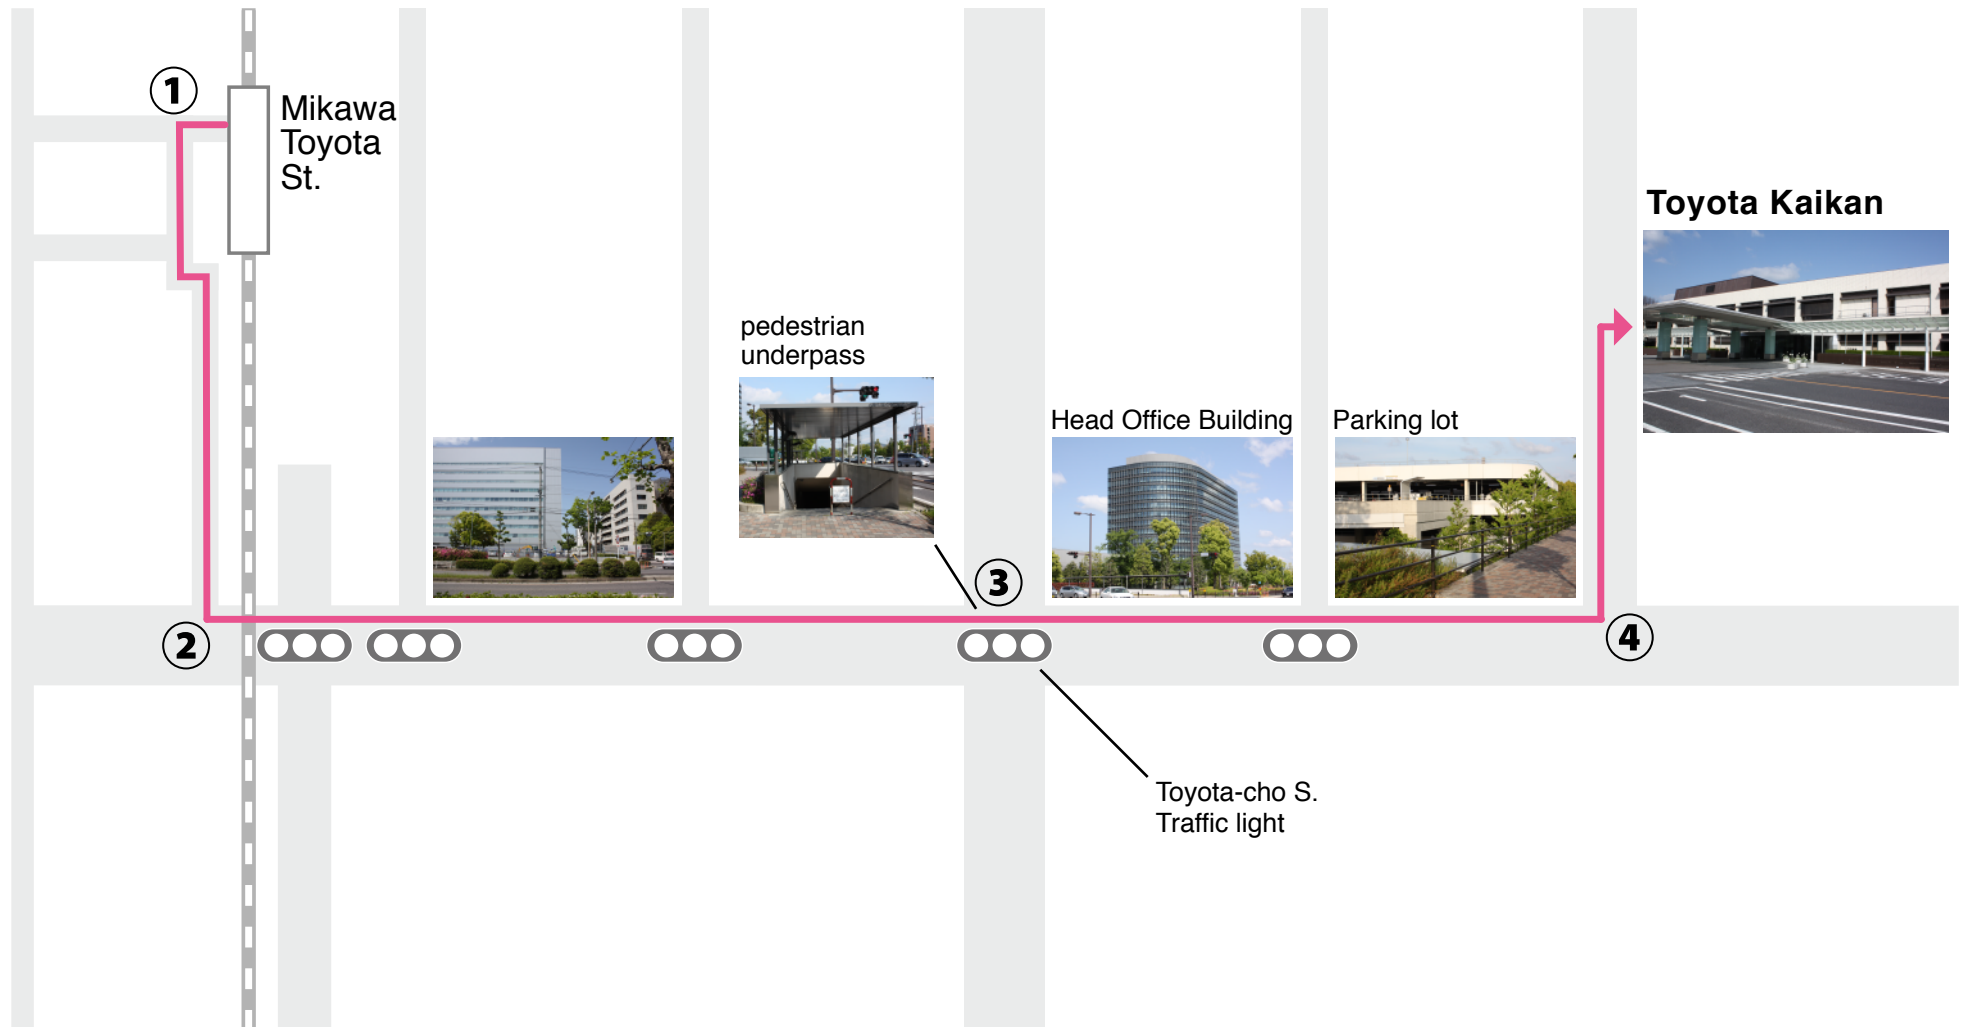 ①
Mikawa
Toyota
St.
Toyota Kaikan
pedestrian
underpass
Head Office Building
Parking lot
③
②
④
Toyota-cho S.
Traffic light